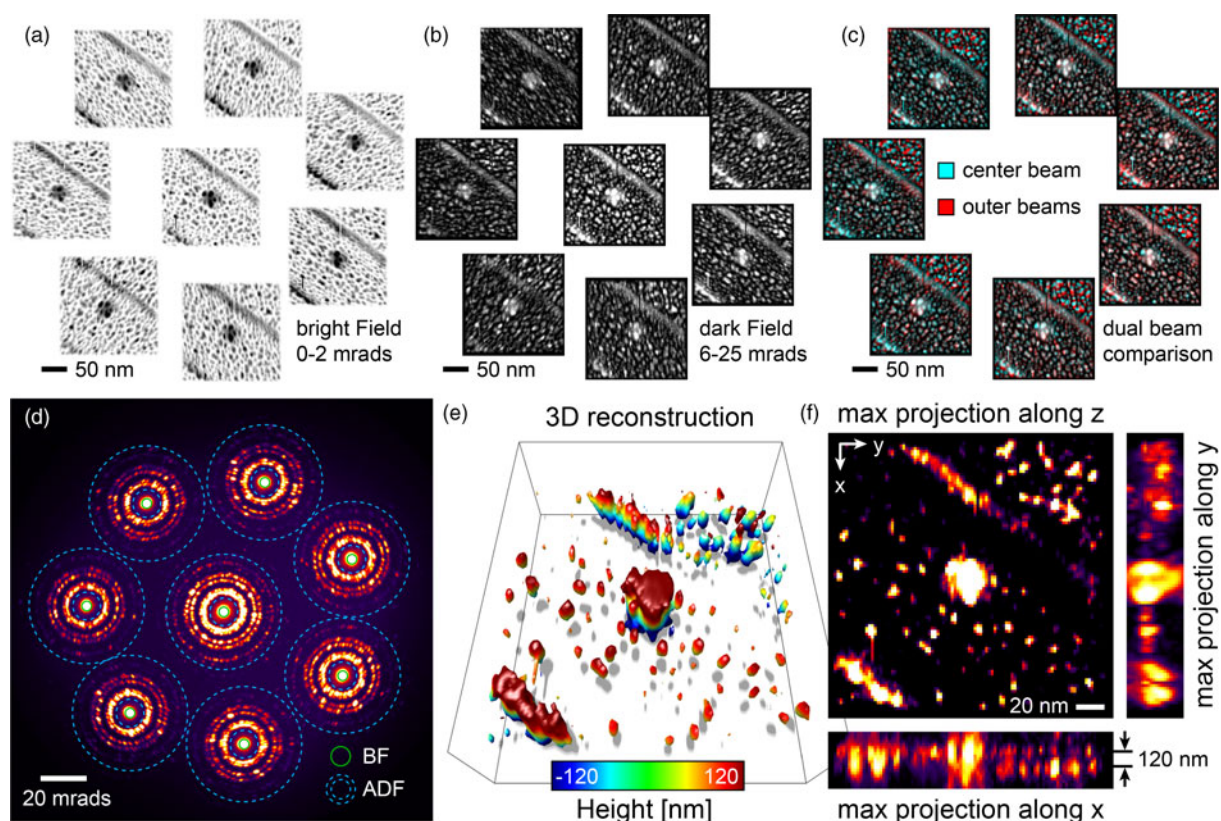 (a)
bright Field
0-2 mrads
50 nm
(b)
dark Field
6-25 mrads
50 nm
(c)
center beam
outer beams
dual beam
comparison
50 nm
(d)
BF
ADF
20 mrads
(e)
3D reconstruction
-120
120
Height [nm]
(f)
max projection along z
y
x
20 nm
max projection along y
120 nm
max projection along x